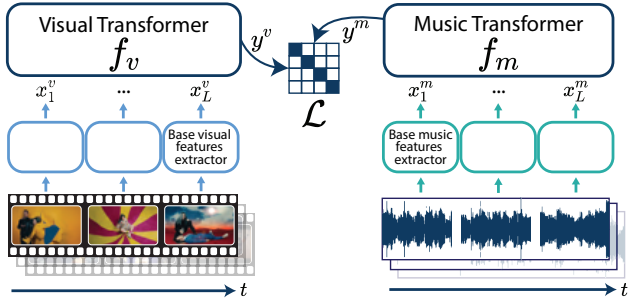 Visual Transformer
f_v
Music Transformer
f_m
y^v
y^m
ℒ
x_1^v ... x_L^v
x_1^m ... x_L^m
Base visual
features
extractor
Base music
features
extractor
t
t